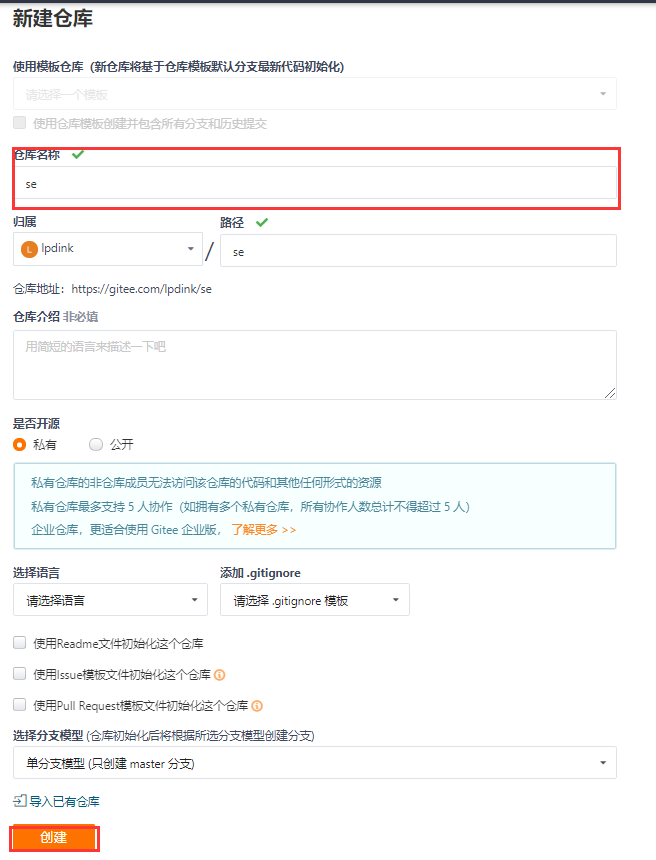 新建仓库
使用模板仓库（新仓库将基于仓库模板默认分支最新代码初始化)
请选择一个模板
使用仓库模板创建并包含所有分支和历史提交
仓库名称
se
归属
路径
L lpdink
/
se
仓库地址：https://gitee.com/lpdink/se
仓库介绍 非必填
用简短的语言来描述一下吧
是否开源
私有
公开
私有仓库的非仓库成员无法访问该仓库的代码和其他任何形式的资源
私有仓库最多支持 5 人协作（如拥有多个私有仓库，所有协作人数总计不得超过 5 人）
企业仓库，更适合使用 Gitee 企业版， 了解更多 >>
选择语言
添加 .gitignore
请选择语言
请选择 .gitignore 模板
使用Readme文件初始化这个仓库
使用Issue模板文件初始化这个仓库
使用Pull Request模板文件初始化这个仓库
选择分支模型 (仓库初始化后将根据所选分支模型创建分支)
单分支模型 (只创建 master 分支)
导入已有仓库
创建